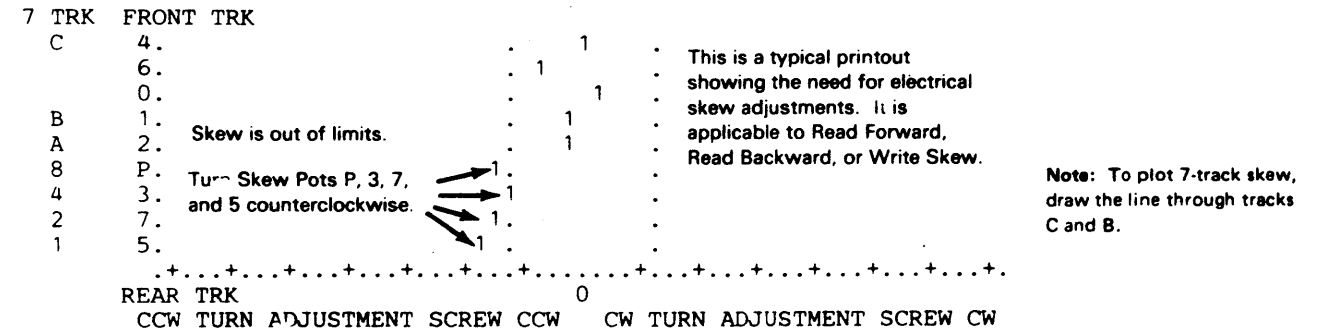 7 TRK FRONT TRK
C 4. . 1 .
6. . 1 .
0. . 1 .
B 1. . 1 .
A 2. . 1 .
8 P. 1. .
4 3. 1 .
2 7. 1. .
1 5. 1 . .
.+...+...+...+...+...+...+.......+...+...+...+...+...+...+.
REAR TRK 0
CCW TURN ADJUSTMENT SCREW CCW CW TURN ADJUSTMENT SCREW CW
Skew is out of limits.
Turn Skew Pots P, 3, 7,
and 5 counterclockwise.
This is a typical printout
showing the need for electrical
skew adjustments. It is
applicable to Read Forward,
Read Backward, or Write Skew.
Note: To plot 7-track skew,
draw the line through tracks
C and B.